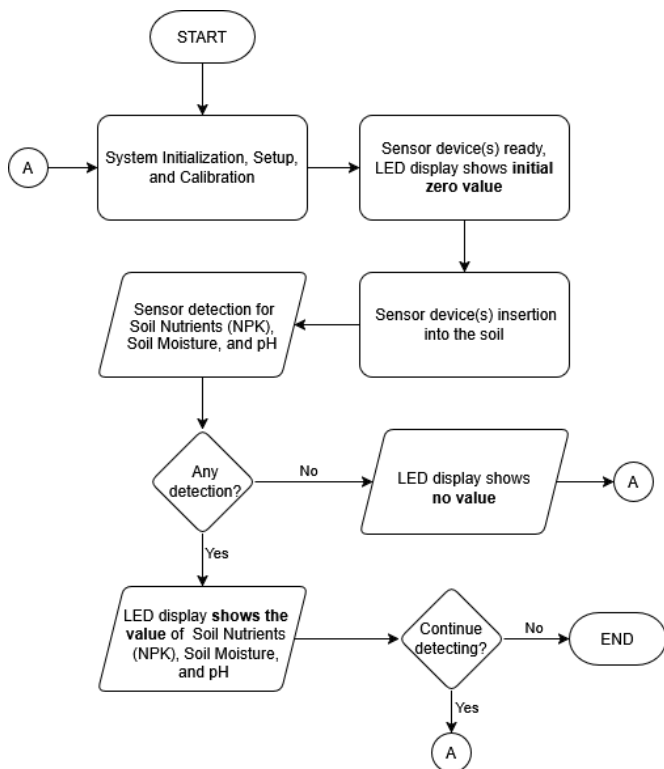 START
A
System Initialization, Setup,
and Calibration
Sensor device(s) ready,
LED display shows initial
zero value
Sensor detection for
Soil Nutrients (NPK),
Soil Moisture, and pH
Sensor device(s) insertion
into the soil
Any
detection?
No
LED display shows
no value
A
Yes
LED display shows the
value of Soil Nutrients
(NPK), Soil Moisture,
and pH
Continue
detecting?
No
END
Yes
A